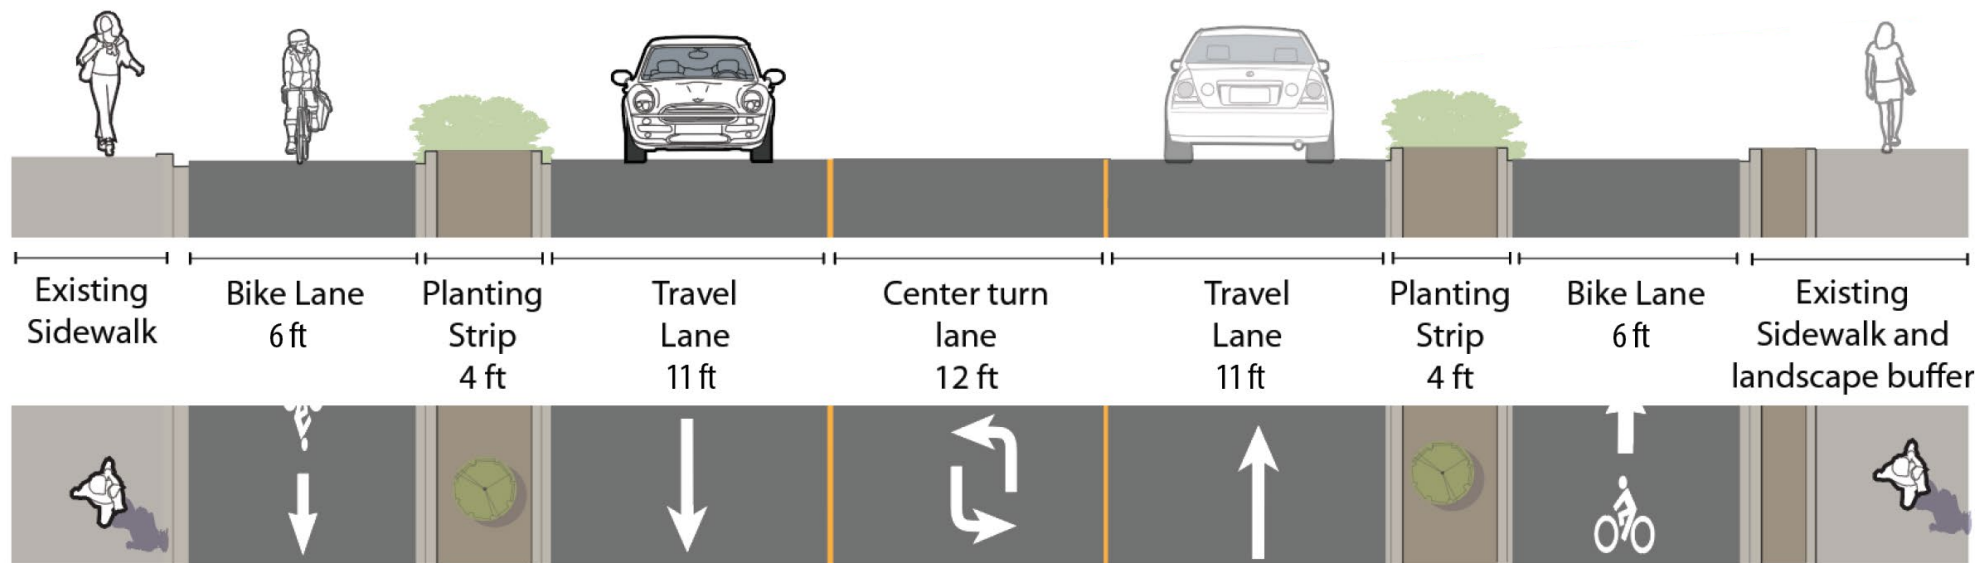 Existing
Sidewalk
Bike Lane
6 ft
Planting
Strip
4 ft
Travel
Lane
11 ft
Center turn
lane
12 ft
Travel
Lane
11 ft
Planting
Strip
4 ft
Bike Lane
6 ft
Existing
Sidewalk and
landscape buffer